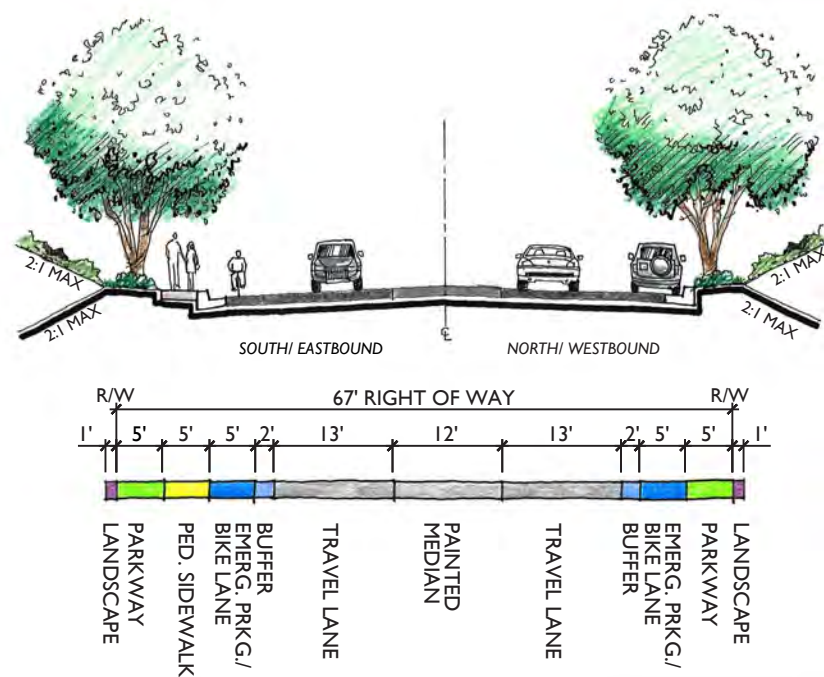 2:1 MAX
2:1 MAX
2:1 MAX
2:1 MAX
SOUTH/ EASTBOUND
℄
NORTH/ WESTBOUND
R/W
67' RIGHT OF WAY
R/W
1'
5'
5'
5'
2'
13'
12'
13'
2'
5'
5'
1'
LANDSCAPE
PARKWAY
PED. SIDEWALK
EMERG. PRKG./
BIKE LANE
BUFFER
TRAVEL LANE
PAINTED
MEDIAN
TRAVEL LANE
BUFFER
EMERG. PRKG./
BIKE LANE
PARKWAY
LANDSCAPE